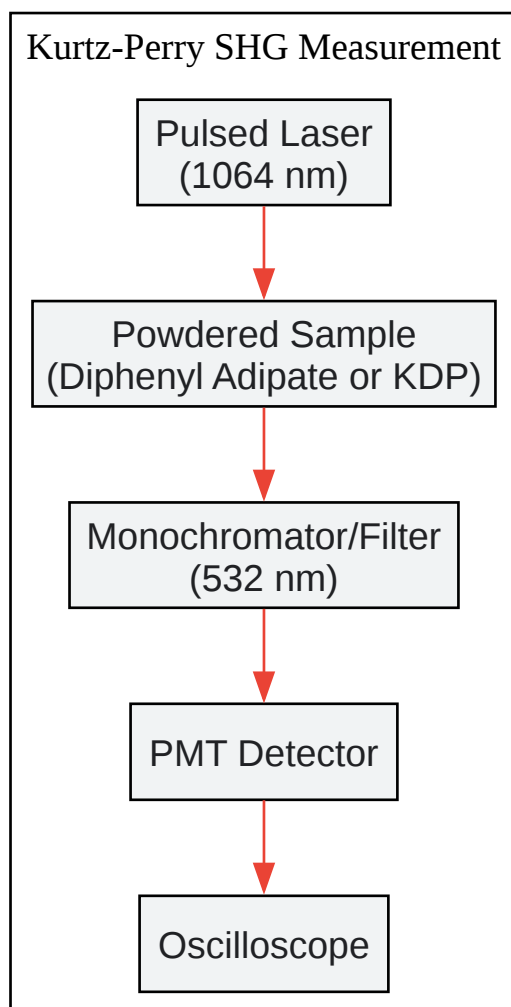 Kurtz-Perry SHG Measurement
Pulsed Laser
(1064 nm)
Powdered Sample
(Diphenyl Adipate or KDP)
Monochromator/Filter
(532 nm)
PMT Detector
Oscilloscope